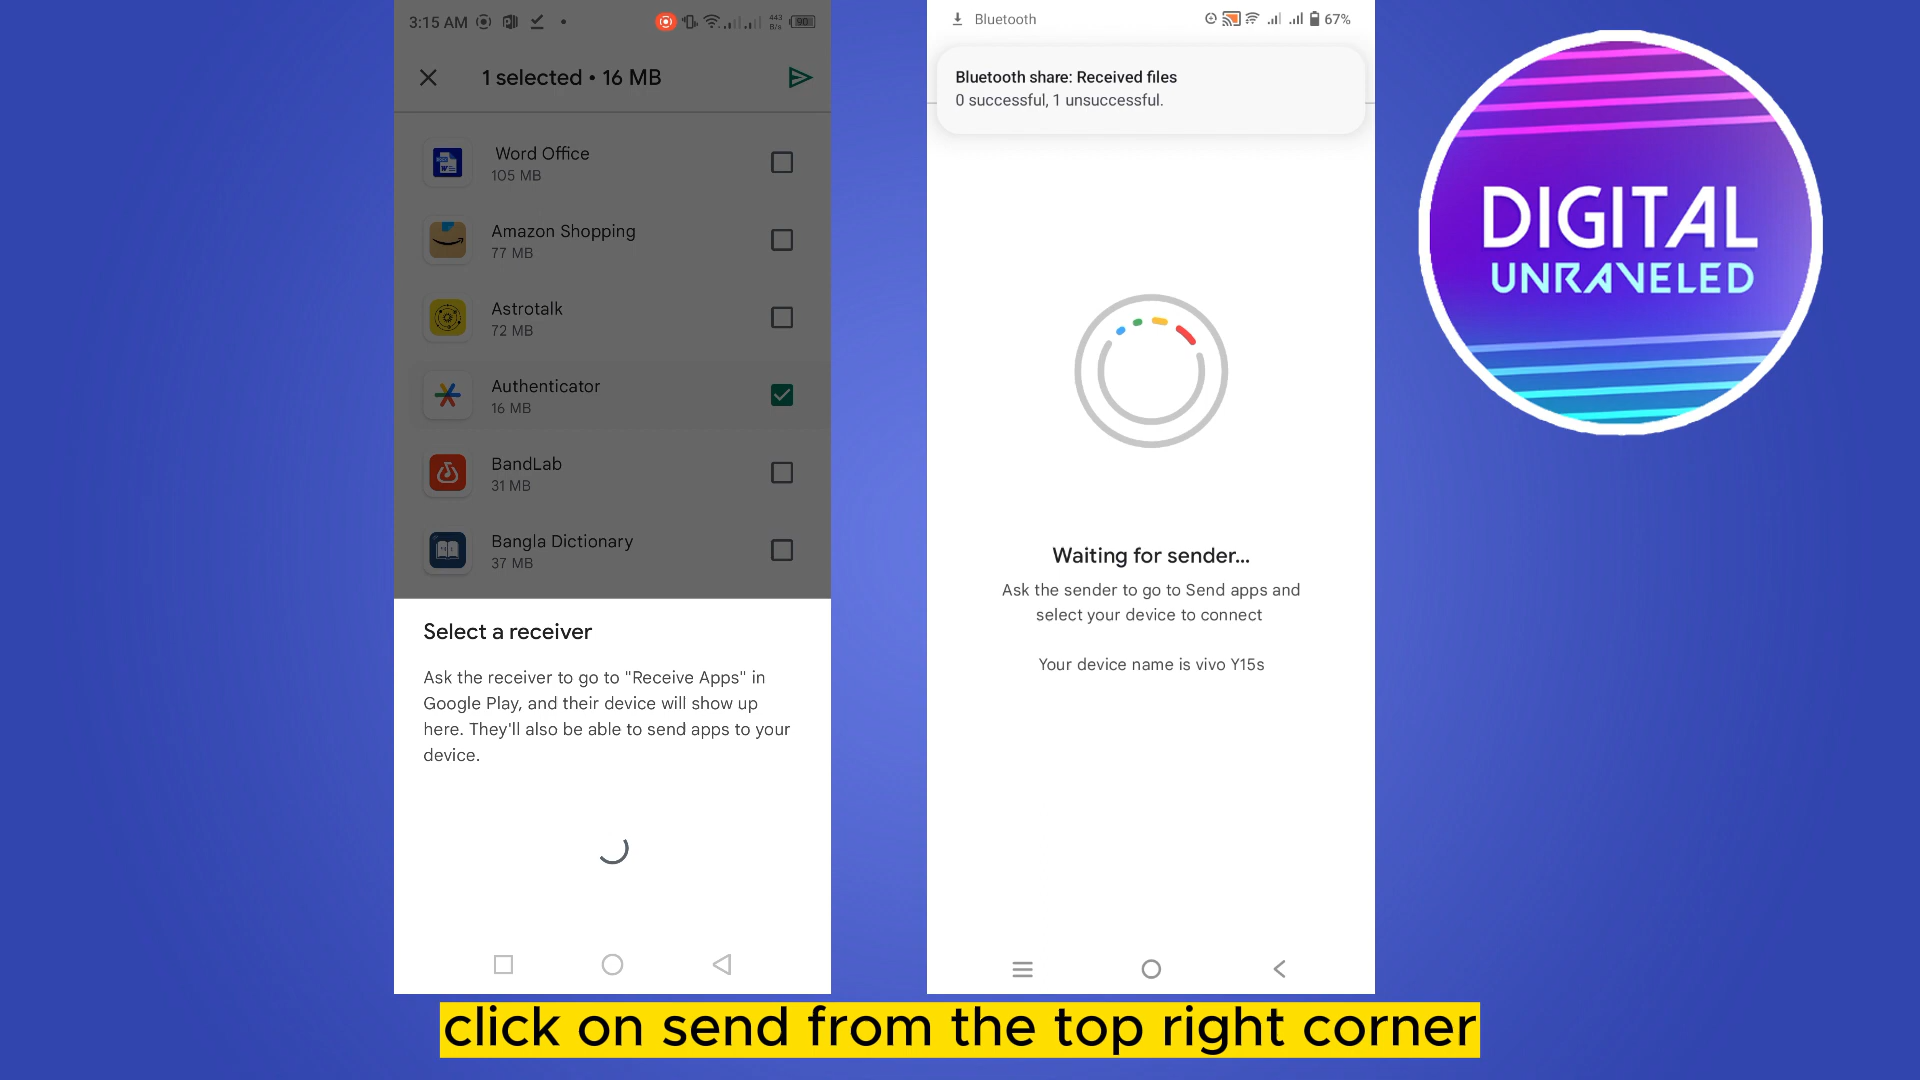 3:15 AM
443
B/s
90
1 selected • 16 MB
Word Office
105 MB
Amazon Shopping
77 MB
Astrotalk
72 MB
Authenticator
16 MB
BandLab
31 MB
Bangla Dictionary
37 MB
Select a receiver
Ask the receiver to go to "Receive Apps" in
Google Play, and their device will show up
here. They'll also be able to send apps to your
device.
Bluetooth
67%
Bluetooth share: Received files
0 successful, 1 unsuccessful.
Waiting for sender...
Ask the sender to go to Send apps and
select your device to connect
Your device name is vivo Y15s
DIGITAL
UNRAVELED
click on send from the top right corner